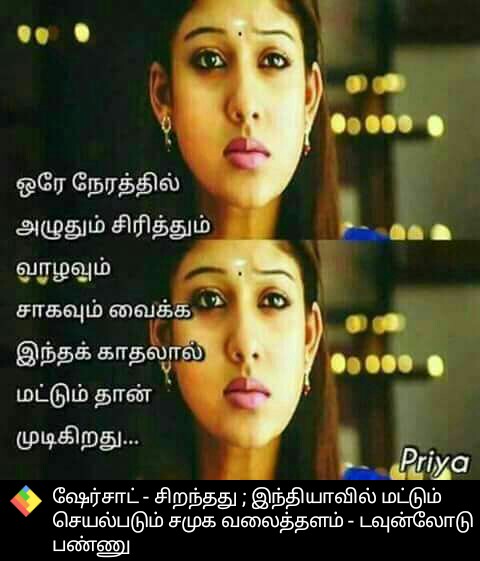 ஒரே நேரத்தில்
அழுதும் சிரித்தும்
வாழவும்
சாகவும் வைக்க
இந்தக் காதலால்
மட்டும் தான்
முடிகிறது...
Priya
ஷேர்சாட் - சிறந்தது ; இந்தியாவில் மட்டும்
செயல்படும் சமுக வலைத்தளம் - டவுன்லோடு
பண்ணு